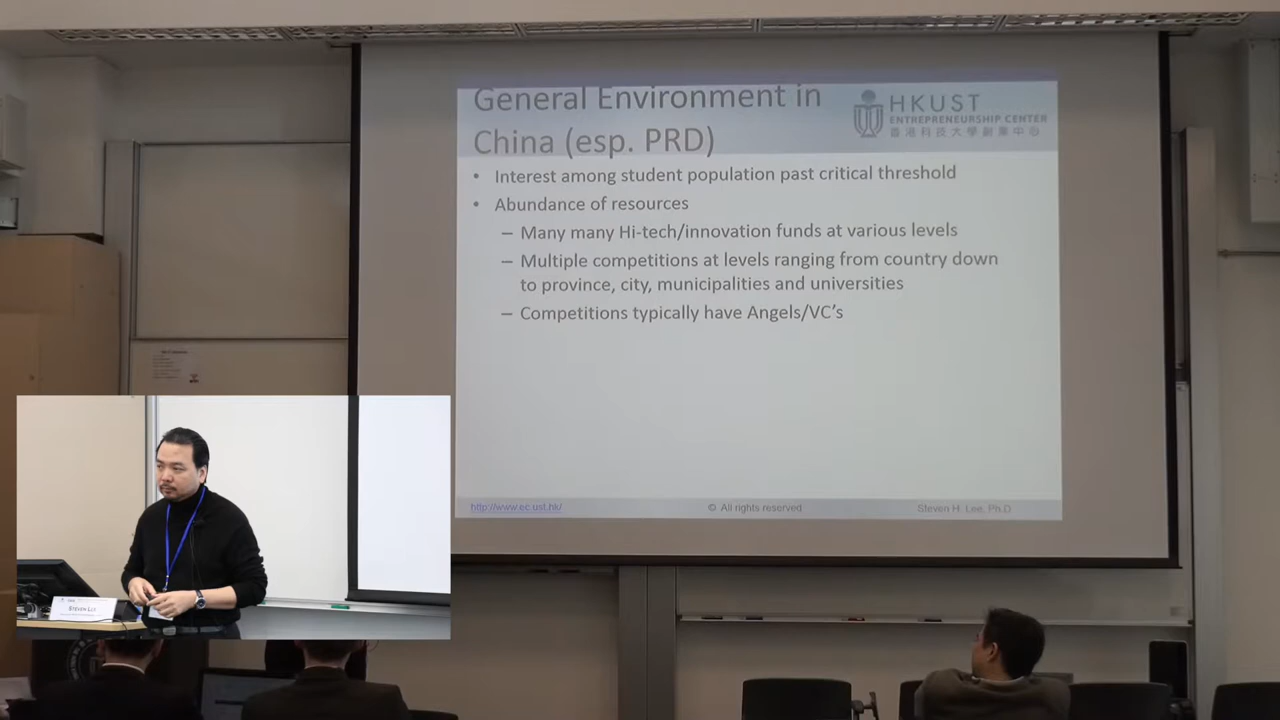 General Environment in
China (esp. PRD)
HKUST
ENTREPRENEURSHIP CENTER
香港科技大學創業中心
• Interest among student population past critical threshold
• Abundance of resources
– Many many Hi-tech/innovation funds at various levels
– Multiple competitions at levels ranging from country down
to province, city, municipalities and universities
– Competitions typically have Angels/VC's
http://www.ec.ust.hk/
© All rights reserved
Steven H. Lee, Ph.D
STEVEN LEE